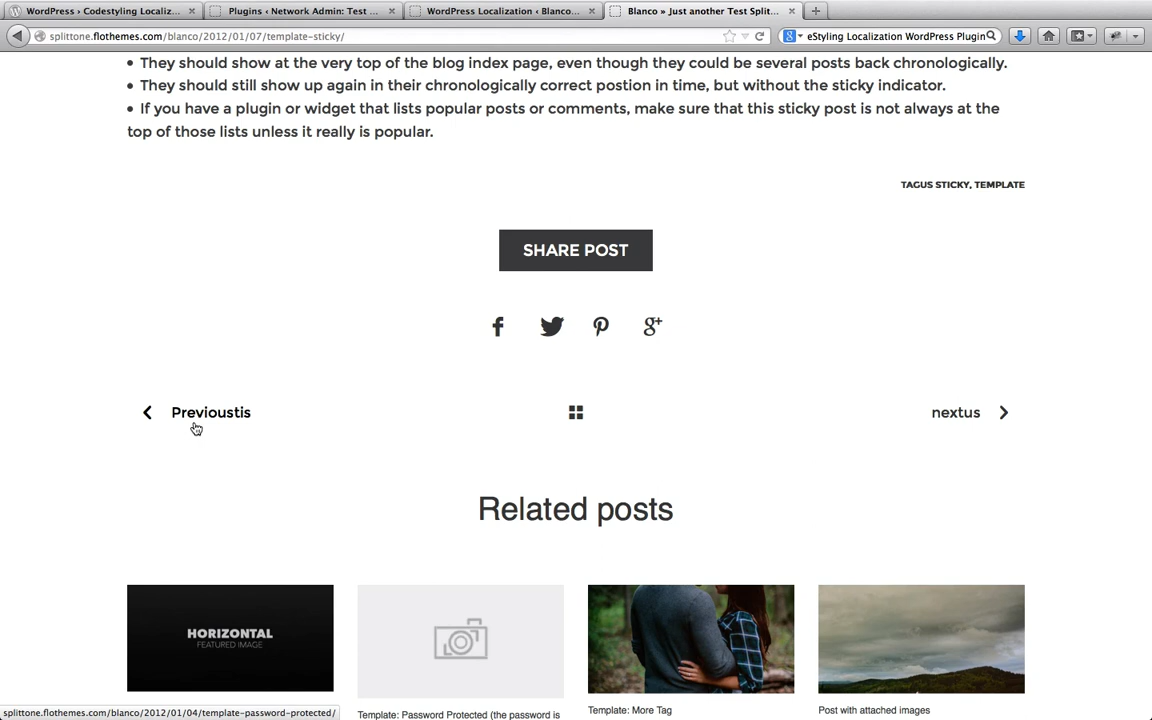 WordPress › Codestyling Localiz...
Plugins ‹ Network Admin: Test ...
WordPress Localization ‹ Blanco...
Blanco » Just another Test Split...
splittone.flothemes.com/blanco/2012/01/07/template-sticky/
eStyling Localization WordPress Plugin
• They should show at the very top of the blog index page, even though they could be several posts back chronologically.
• They should still show up again in their chronologically correct postion in time, but without the sticky indicator.
• If you have a plugin or widget that lists popular posts or comments, make sure that this sticky post is not always at the
top of those lists unless it really is popular.
TAGUS STICKY, TEMPLATE
SHARE POST
Previoustis
nextus
Related posts
HORIZONTAL
FEATURED IMAGE
Template: Password Protected (the password is
Template: More Tag
Post with attached images
splittone.flothemes.com/blanco/2012/01/04/template-password-protected/